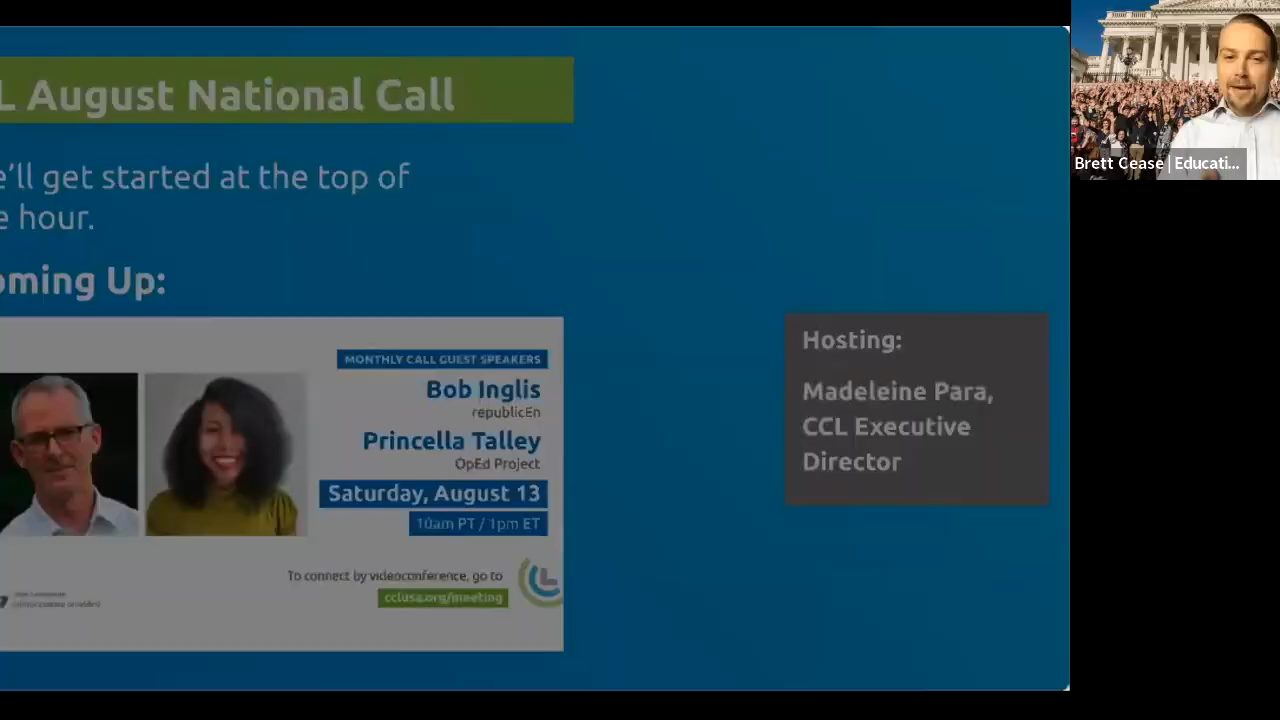 L August National Call
e'll get started at the top of
e hour.
oming Up:
MONTHLY CALL GUEST SPEAKERS
Bob Inglis
republicEn
Princella Talley
OpEd Project
Saturday, August 13
10am PT / 1pm ET
To connect by videoconference, go to
cclusa.org/meeting
Hosting:
Madeleine Para,
CCL Executive
Director
Brett Cease | Educati...